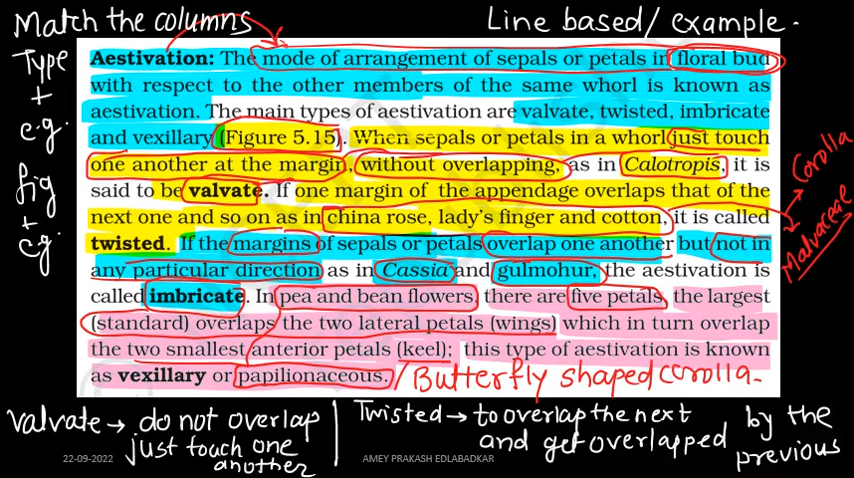 Match the columns
Line based/ example.
Type
+
e.g.
fig
+
eg.
Aestivation: The mode of arrangement of sepals or petals in floral bud
with respect to the other members of the same whorl is known as
aestivation. The main types of aestivation are valvate, twisted, imbricate
and vexillary (Figure 5.15). When sepals or petals in a whorl just touch
one another at the margin, without overlapping, as in Calotropis, it is
said to be valvate. If one margin of the appendage overlaps that of the
next one and so on as in china rose, lady's finger and cotton, it is called
twisted. If the margins of sepals or petals overlap one another but not in
any particular direction as in Cassia and gulmohur, the aestivation is
called imbricate. In pea and bean flowers, there are five petals, the largest
(standard) overlaps the two lateral petals (wings) which in turn overlap
the two smallest anterior petals (keel); this type of aestivation is known
as vexillary or papilionaceous. /Butterfly shaped corolla.
Corolla
Malvaceae
Valvate → do not overlap
just touch one
another
Twisted → to overlap the next
and get overlapped
by the
previous
22-09-2022
AMEY PRAKASH EDLABADKAR